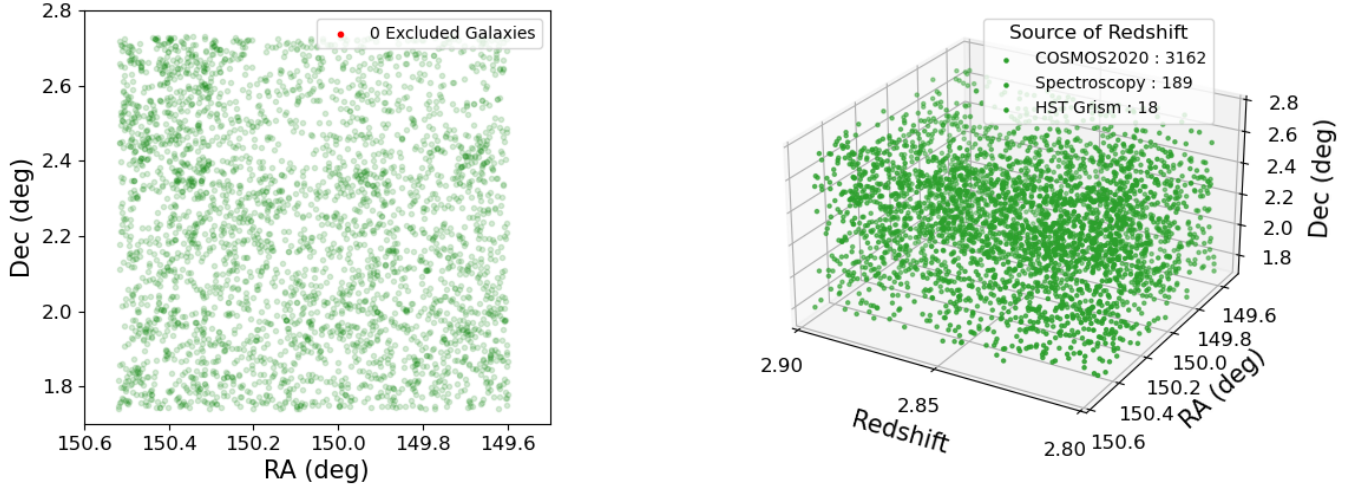 2.8
2.6
2.4
2.2
2.0
1.8
Dec (deg)
0 Excluded Galaxies
150.6 150.4 150.2 150.0 149.8 149.6
RA (deg)
Source of Redshift
COSMOS2020 : 3162
Spectroscopy : 189
HST Grism : 18
2.8
2.6
2.4
2.2
2.0
1.8
Dec (deg)
149.6
149.8
150.0
150.2
150.4
150.6
RA (deg)
2.90
2.85
2.80
Redshift